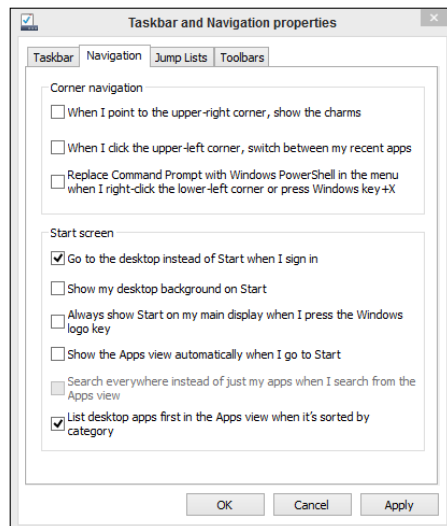 Taskbar and Navigation properties
Taskbar Navigation Jump Lists Toolbars
Corner navigation
When I point to the upper-right corner, show the charms
When I click the upper-left corner, switch between my recent apps
Replace Command Prompt with Windows PowerShell in the menu
when I right-click the lower-left corner or press Windows key+X
Start screen
Go to the desktop instead of Start when I sign in
Show my desktop background on Start
Always show Start on my main display when I press the Windows
logo key
Show the Apps view automatically when I go to Start
Search everywhere instead of just my apps when I search from the
Apps view
List desktop apps first in the Apps view when it's sorted by
category
OK Cancel Apply